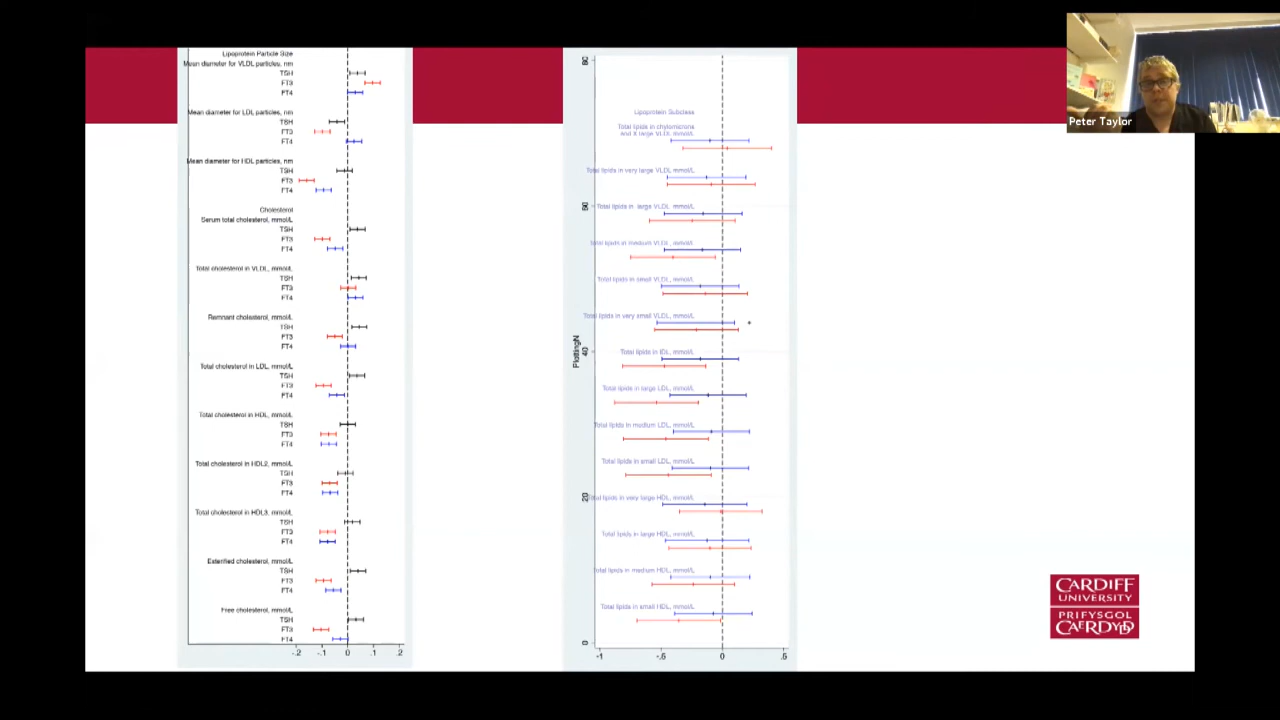 Lipoprotein Particle Size
Mean diameter for VLDL particles, nm
TSH
FT3
FT4
Mean diameter for LDL particles, nm
TSH
FT3
FT4
Mean diameter for HDL particles, nm
TSH
FT3
FT4
Cholesterol
Serum total cholesterol, mmol/L
TSH
FT3
FT4
Total cholesterol in VLDL, mmol/L
TSH
FT3
FT4
Remnant cholesterol, mmol/L
TSH
FT3
FT4
Total cholesterol in LDL, mmol/L
TSH
FT3
FT4
Total cholesterol in HDL, mmol/L
TSH
FT3
FT4
Total cholesterol in HDL2, mmol/L
TSH
FT3
FT4
Total cholesterol in HDL3, mmol/L
TSH
FT3
FT4
Esterified cholesterol, mmol/L
TSH
FT3
FT4
Free cholesterol, mmol/L
TSH
FT3
FT4
-.2 -.1 0 .1 .2
80
Lipoprotein Subclass
Total lipids in chylomicrons
and X large VLDL mmol/L
Total lipids in very large VLDL, mmol/L
60
Total lipids in large VLDL, mmol/L
Total lipids in medium VLDL, mmol/L
Total lipids in small VLDL, mmol/L
Total lipids in very small VLDL, mmol/L
PlottingN
40
Total lipids in IDL, mmol/L
Total lipids in large LDL, mmol/L
Total lipids in medium LDL, mmol/L
Total lipids in small LDL, mmol/L
20
Total lipids in very large HDL, mmol/L
Total lipids in large HDL, mmol/L
Total lipids in medium HDL, mmol/L
Total lipids in small HDL, mmol/L
0
-1 -.5 0 .5
Peter Taylor
CARDIFF
UNIVERSITY
PRIFYSGOL
CAERDYDD